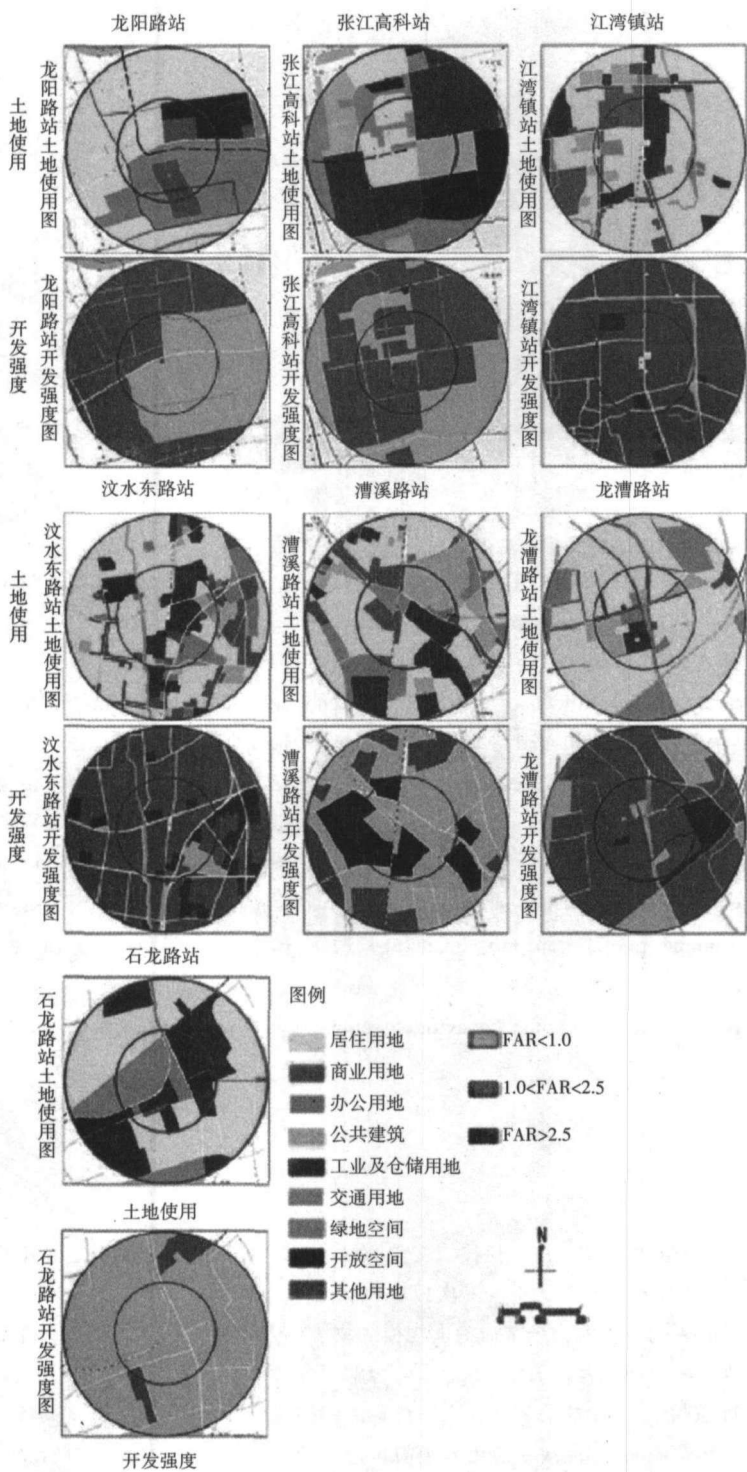 龙阳路站
张江高科站
江湾镇站
土地使用
龙阳路站土地使用图
张江高科站土地使用图
江湾镇站土地使用图
开发强度
龙阳路站开发强度图
张江高科站开发强度图
江湾镇站开发强度图
汶水东路站
漕溪路站
龙漕路站
土地使用
汶水东路站土地使用图
漕溪路站土地使用图
龙漕路站土地使用图
开发强度
汶水东路站开发强度图
漕溪路站开发强度图
龙漕路站开发强度图
石龙路站
石龙路站土地使用图
土地使用
石龙路站开发强度图
开发强度
图例
居住用地
商业用地
办公用地
公共建筑
工业及仓储用地
交通用地
绿地空间
开放空间
其他用地
FAR<1.0
1.0<FAR<2.5
FAR>2.5
N